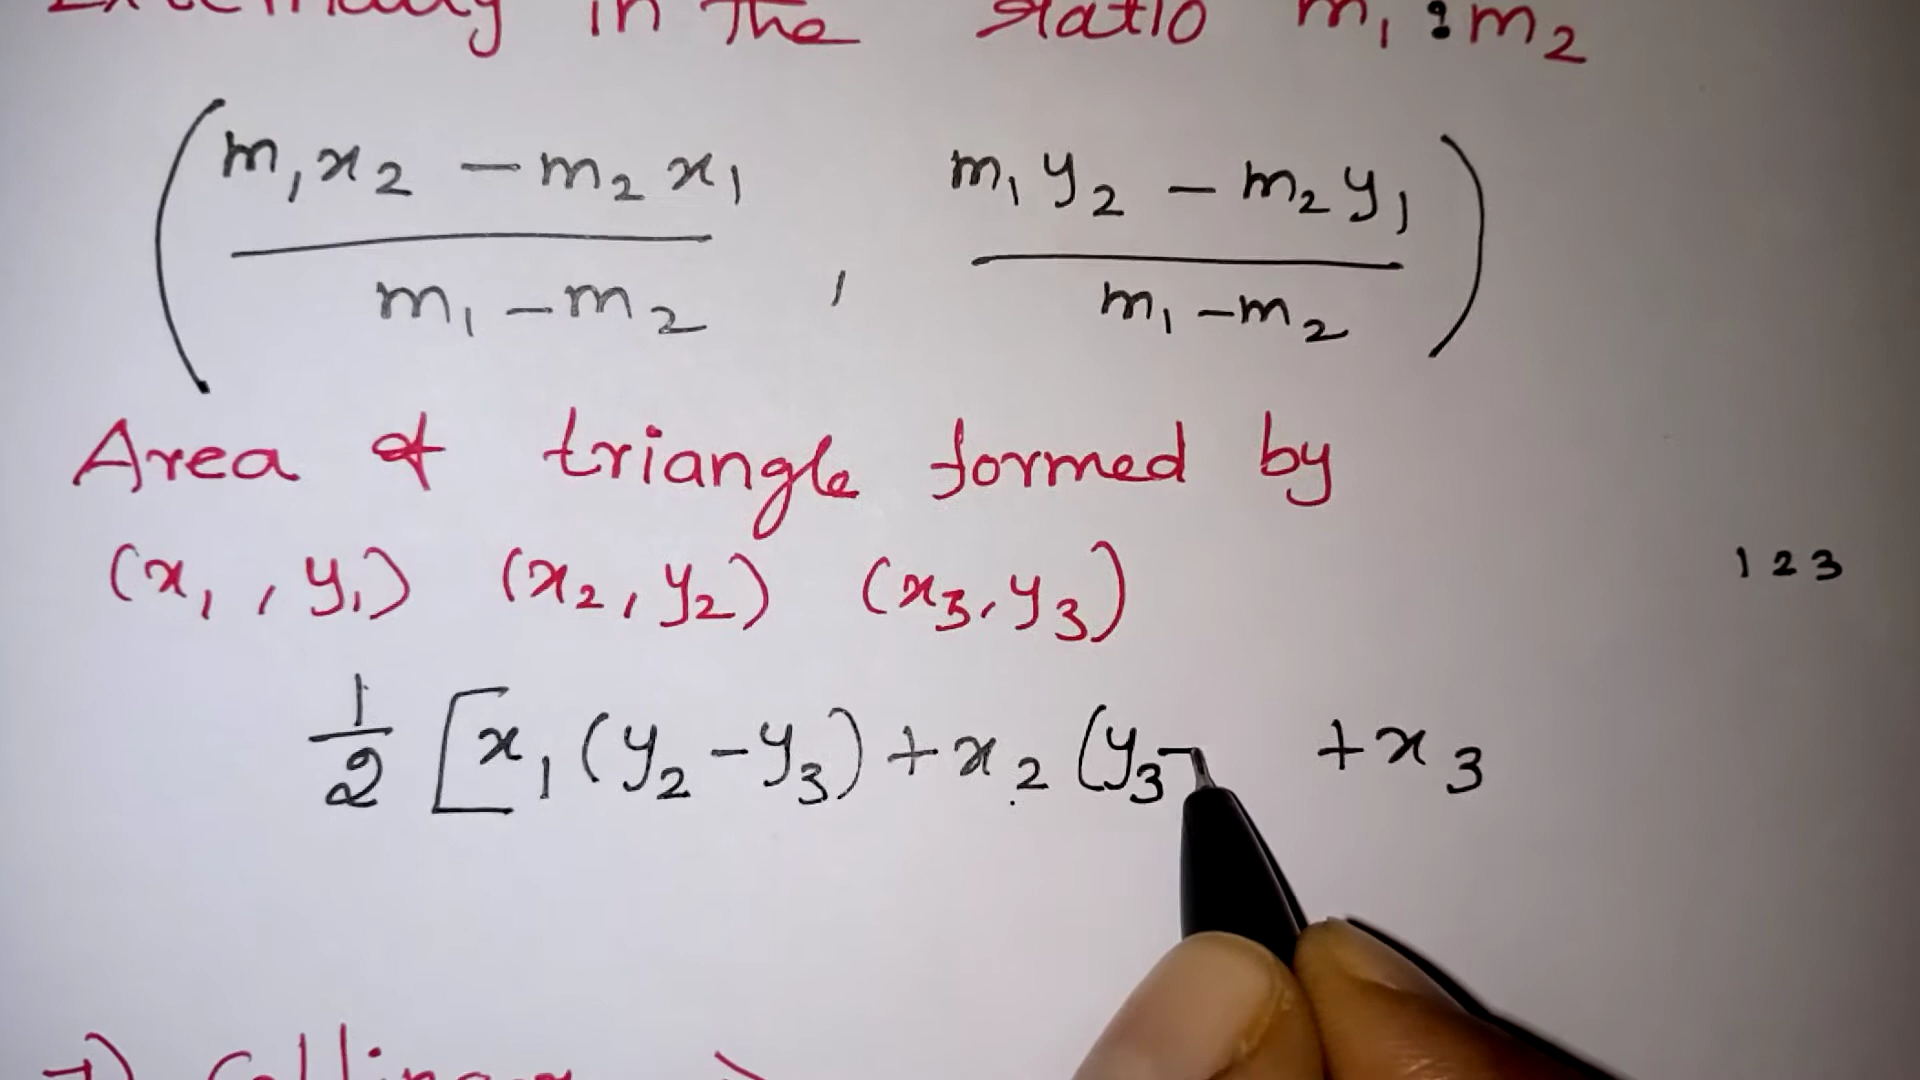 Externally in the ratio m₁ : m₂
( (m₁x₂ − m₂x₁)/(m₁ − m₂) , (m₁y₂ − m₂y₁)/(m₁ − m₂) )
Area of triangle formed by
(x₁, y₁) (x₂, y₂) (x₃, y₃)
1 2 3
1/2 [x₁(y₂ − y₃) + x₂(y₃ − + x₃